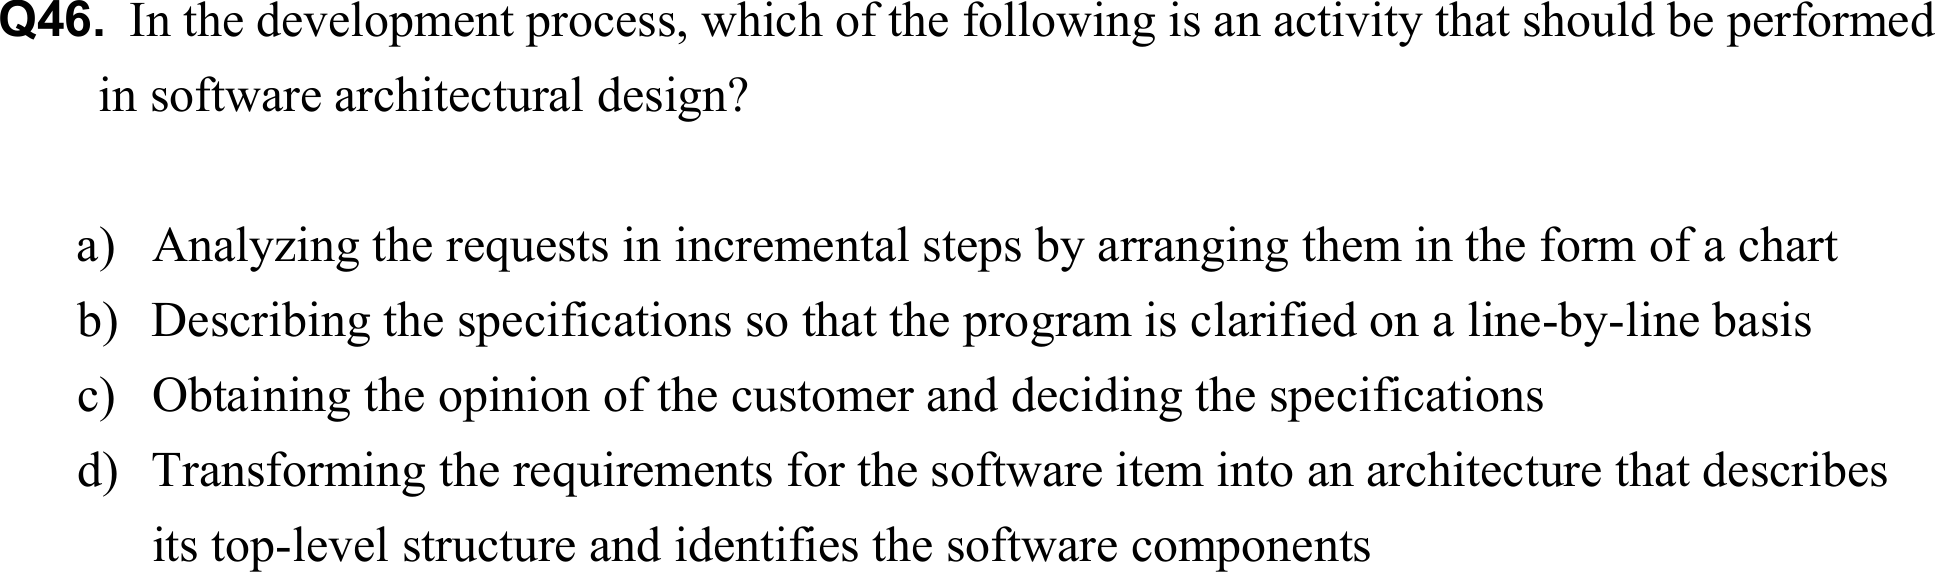 Q46. In the development process, which of the following is an activity that should be performed
in software architectural design?
a) Analyzing the requests in incremental steps by arranging them in the form of a chart
b) Describing the specifications so that the program is clarified on a line-by-line basis
c) Obtaining the opinion of the customer and deciding the specifications
d) Transforming the requirements for the software item into an architecture that describes
its top-level structure and identifies the software components